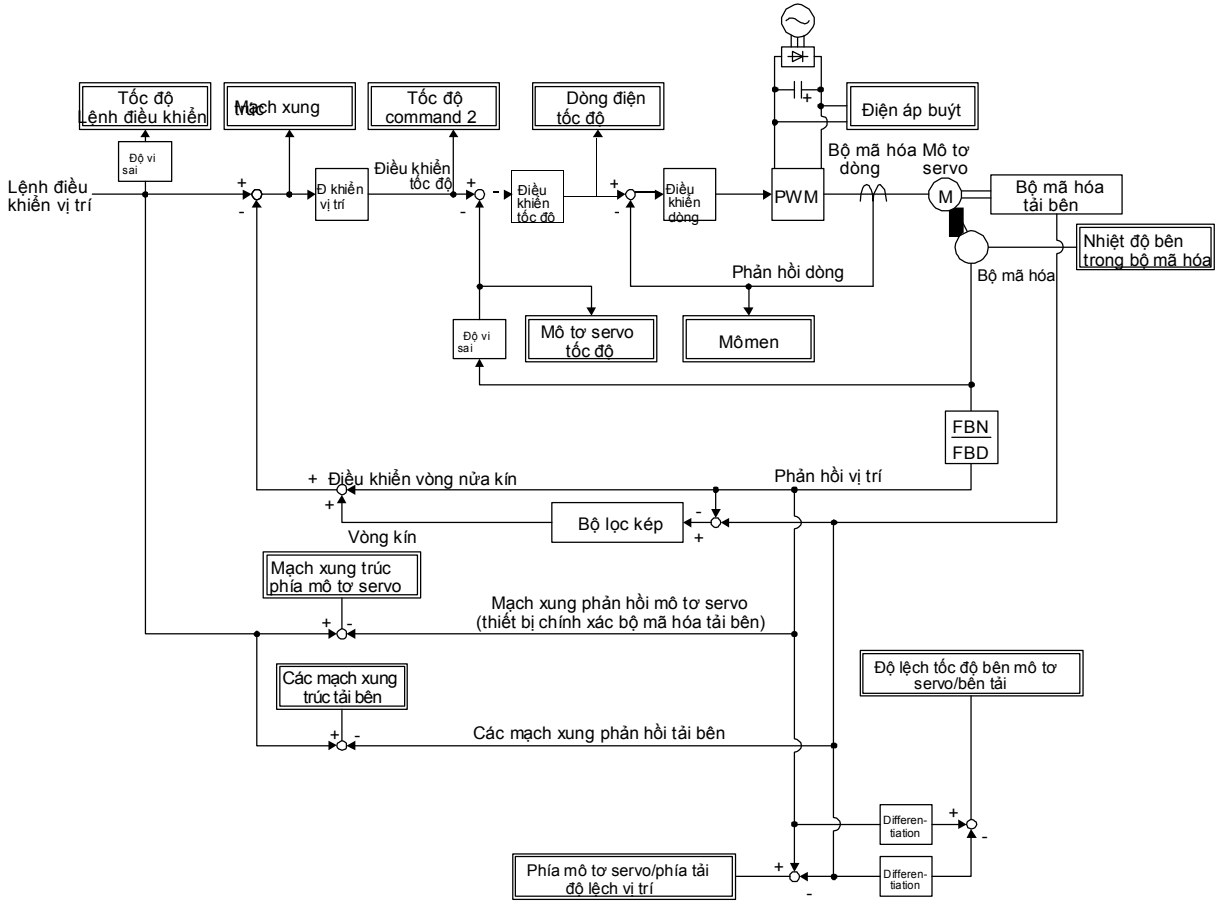 Tốc độ
Lệnh điều khiển
Mạch xung
trúc
Tốc độ
command 2
Dòng điện
tốc độ
Điện áp buýt
Độ vi
sai
Điều khiển
tốc độ
Bộ mã hóa
dòng
Mô tơ
servo
Lệnh điều
khiển vị trí
+
-
Đ khiển
vị trí
+
-
-
Điều
khiển
tốc độ
+
-
Điều
khiển
dòng
PWM
+
M
Bộ mã hóa
tải bên
Nhiệt độ bên
trong bộ mã hóa
Bộ mã hóa
Phản hồi dòng
Độ vi
sai
Mô tơ servo
tốc độ
Mômen
FBN
FBD
+ Điều khiển vòng nửa kín
Phản hồi vị trí
+
Bộ lọc kép
-
+
Vòng kín
Mạch xung trúc
phía mô tơ servo
+ -
Mạch xung phản hồi mô tơ servo
(thiết bị chính xác bộ mã hóa tải bên)
Các mạch xung
trúc tải bên
+ -
Các mạch xung phản hồi tải bên
Độ lệch tốc độ bên mô tơ
servo/bên tải
Differen-
tiation
+
-
Phía mô tơ servo/phía tải
độ lệch vị trí
+
-
Differen-
tiation